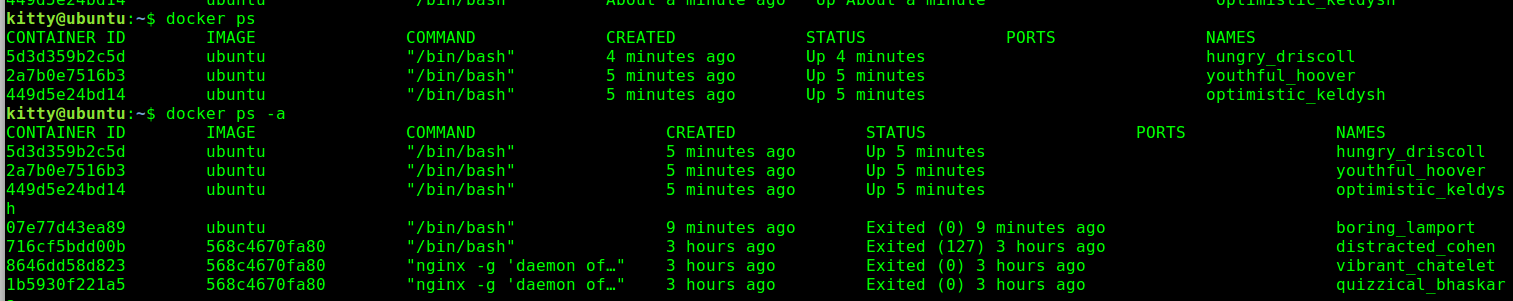 449d5e24bd14 ubuntu "/bin/bash" About a minute ago Up About a minute optimistic_keldysh
kitty@ubuntu:~$ docker ps
CONTAINER ID IMAGE COMMAND CREATED STATUS PORTS NAMES
5d3d359b2c5d ubuntu "/bin/bash" 4 minutes ago Up 4 minutes hungry_driscoll
2a7b0e7516b3 ubuntu "/bin/bash" 5 minutes ago Up 5 minutes youthful_hoover
449d5e24bd14 ubuntu "/bin/bash" 5 minutes ago Up 5 minutes optimistic_keldysh
kitty@ubuntu:~$ docker ps -a
CONTAINER ID IMAGE COMMAND CREATED STATUS PORTS NAMES
5d3d359b2c5d ubuntu "/bin/bash" 5 minutes ago Up 5 minutes hungry_driscoll
2a7b0e7516b3 ubuntu "/bin/bash" 5 minutes ago Up 5 minutes youthful_hoover
449d5e24bd14 ubuntu "/bin/bash" 5 minutes ago Up 5 minutes optimistic_keldys
h
07e77d43ea89 ubuntu "/bin/bash" 9 minutes ago Exited (0) 9 minutes ago boring_lamport
716cf5bdd00b 568c4670fa80 "/bin/bash" 3 hours ago Exited (127) 3 hours ago distracted_cohen
8646dd58d823 568c4670fa80 "nginx -g 'daemon of…" 3 hours ago Exited (0) 3 hours ago vibrant_chatelet
1b5930f221a5 568c4670fa80 "nginx -g 'daemon of…" 3 hours ago Exited (0) 3 hours ago quizzical_bhaskar